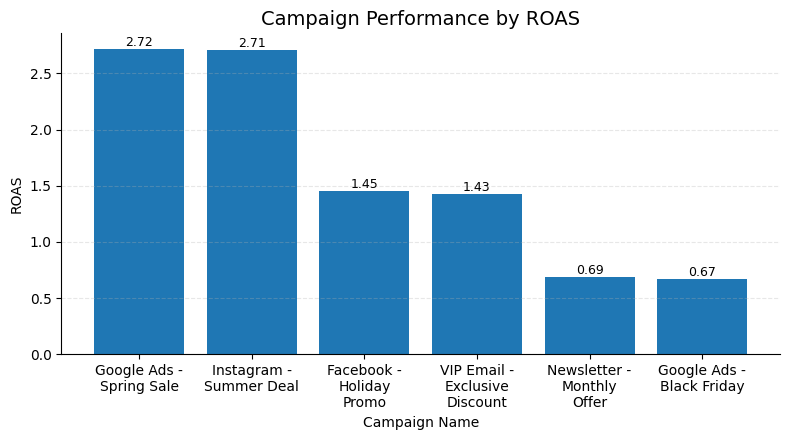 Campaign Performance by ROAS
2.72
2.71
1.45
1.43
0.69
0.67
2.5
2.0
1.5
1.0
0.5
0.0
ROAS
Google Ads -
Spring Sale
Instagram -
Summer Deal
Facebook -
Holiday
Promo
VIP Email -
Exclusive
Discount
Newsletter -
Monthly
Offer
Google Ads -
Black Friday
Campaign Name